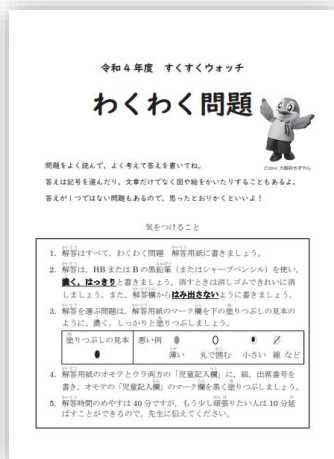 令和4年度 すくすくウォッチ
わくわく問題
©2014 大阪府もずやん
問題をよく読んで、よく考えて答えを書いてね。
答えは記号を選んだり、文章だけでなく図や絵をかいたりすることもあるよ。
答えが1つではない問題もあるので、思ったとおりかくといいよ!
気をつけること
1. 解答はすべて、わくわく問題 解答用紙に書きましょう。
2. 解答は、HBまたはBの黒鉛筆(またはシャープペンシル)を使い、
濃く、はっきりと書きましょう。消すときは消しゴムできれいに消
しましょう。また、解答欄からはみ出さないように書きましょう。
3. 解答を選ぶ問題は、解答用紙のマーク欄を下の塗りつぶしの見本の
ように、濃く、しっかりと塗りつぶしましょう。
塗りつぶしの見本 悪い例
薄い 丸で囲む 小さい 線 など
4. 解答用紙のオモテとウラ両方の「児童記入欄」に、組、出席番号を
書き、オモテの「児童記入欄」のマーク欄を黒く塗りつぶしましょう。
5. 解答時間のめやすは40分ですが、もう少し頑張りたい人は10分延
ばすことができるので、先生に伝えてください。